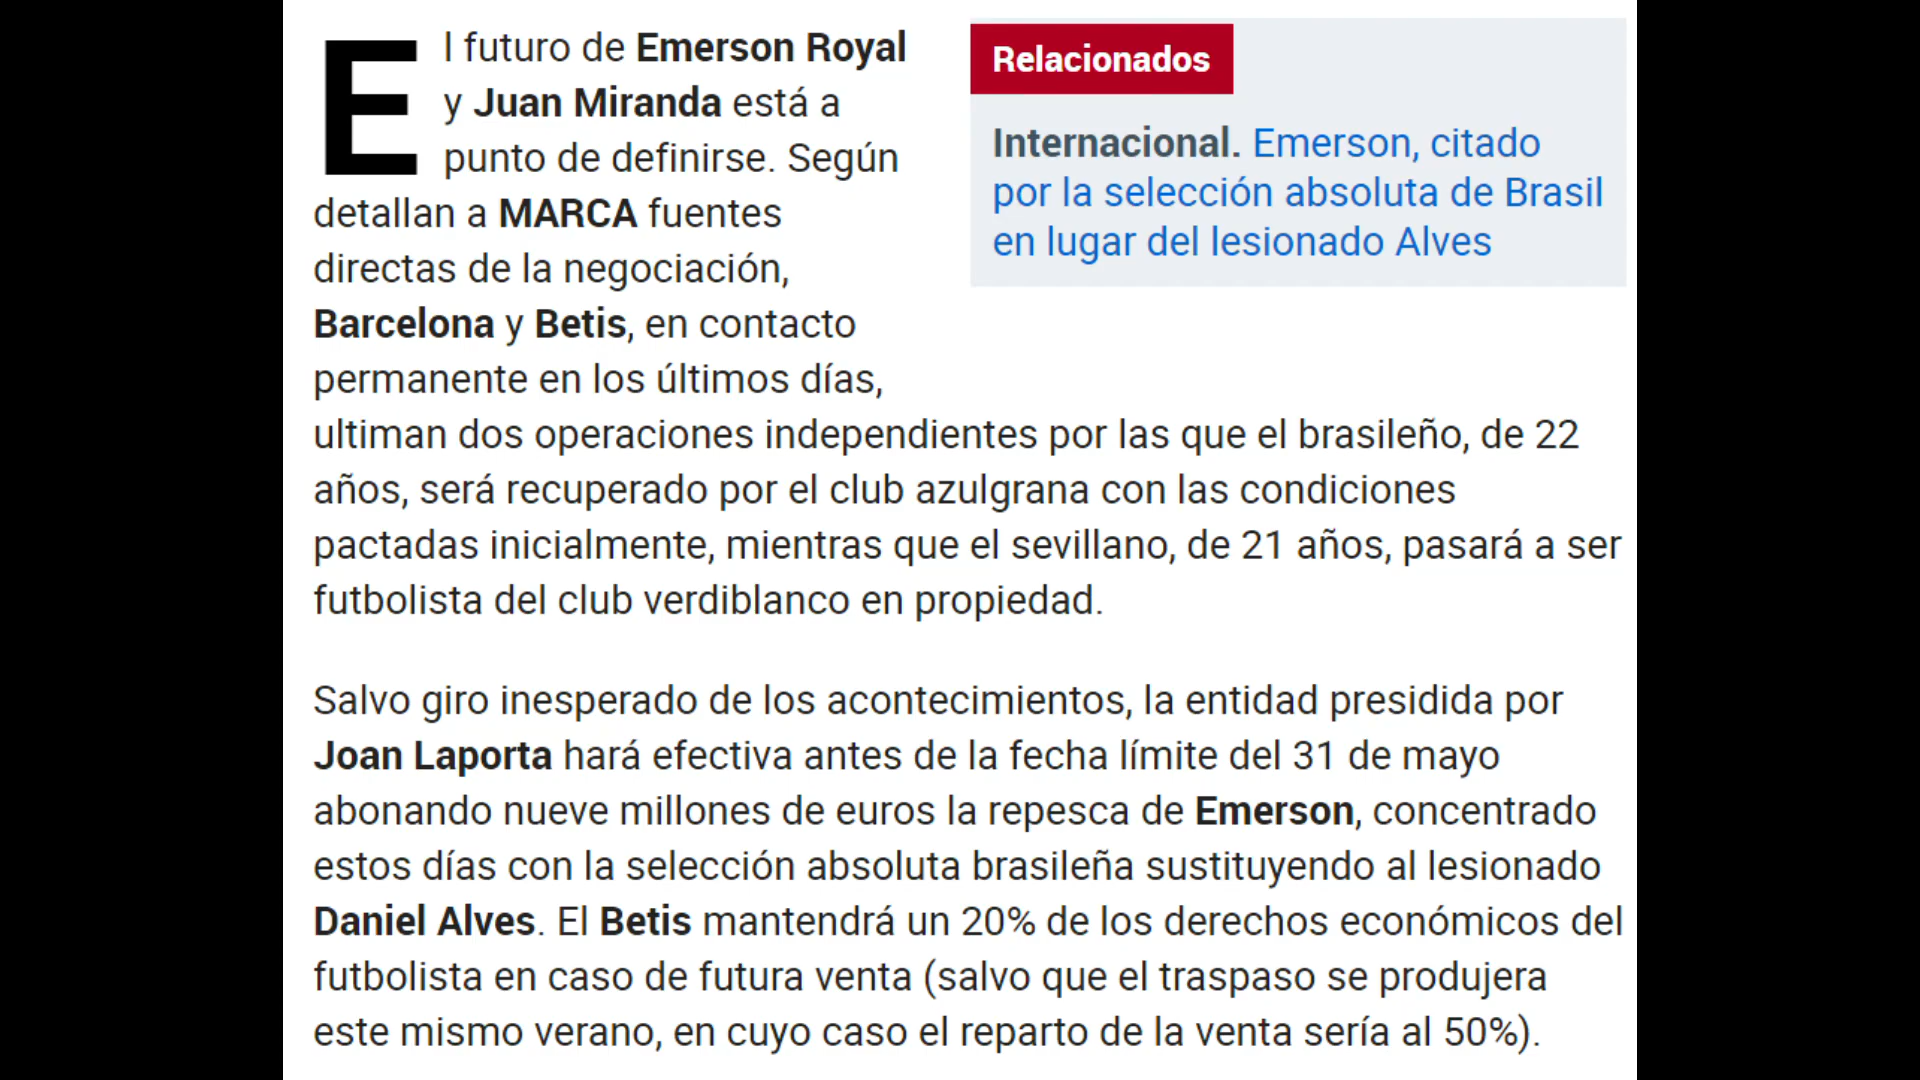 El futuro de Emerson Royal
y Juan Miranda está a
punto de definirse. Según
detallan a MARCA fuentes
directas de la negociación,
Barcelona y Betis, en contacto
permanente en los últimos días,
ultiman dos operaciones independientes por las que el brasileño, de 22
años, será recuperado por el club azulgrana con las condiciones
pactadas inicialmente, mientras que el sevillano, de 21 años, pasará a ser
futbolista del club verdiblanco en propiedad.
Relacionados
Internacional. Emerson, citado
por la selección absoluta de Brasil
en lugar del lesionado Alves
Salvo giro inesperado de los acontecimientos, la entidad presidida por
Joan Laporta hará efectiva antes de la fecha límite del 31 de mayo
abonando nueve millones de euros la repesca de Emerson, concentrado
estos días con la selección absoluta brasileña sustituyendo al lesionado
Daniel Alves. El Betis mantendrá un 20% de los derechos económicos del
futbolista en caso de futura venta (salvo que el traspaso se produjera
este mismo verano, en cuyo caso el reparto de la venta sería al 50%).